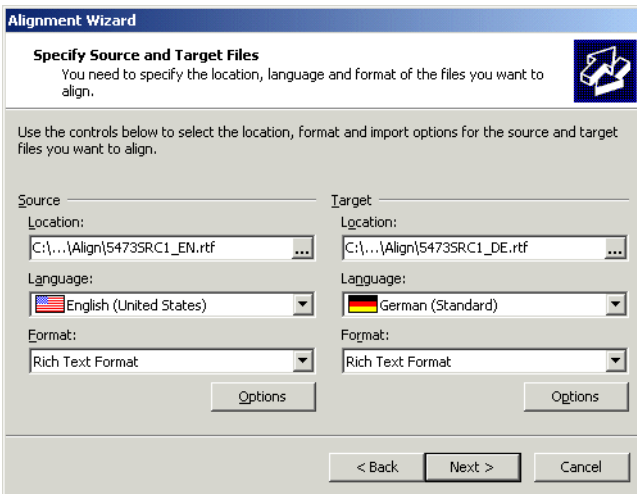 Alignment Wizard
Specify Source and Target Files
You need to specify the location, language and format of the files you want to
align.
Use the controls below to select the location, format and import options for the source and target
files you want to align.
Source
Target
Location:
Location:
C:\...\Align\5473SRC1_EN.rtf
...
C:\...\Align\5473SRC1_DE.rtf
...
Language:
Language:
English (United States)
German (Standard)
Format:
Format:
Rich Text Format
Rich Text Format
Options
Options
< Back
Next >
Cancel